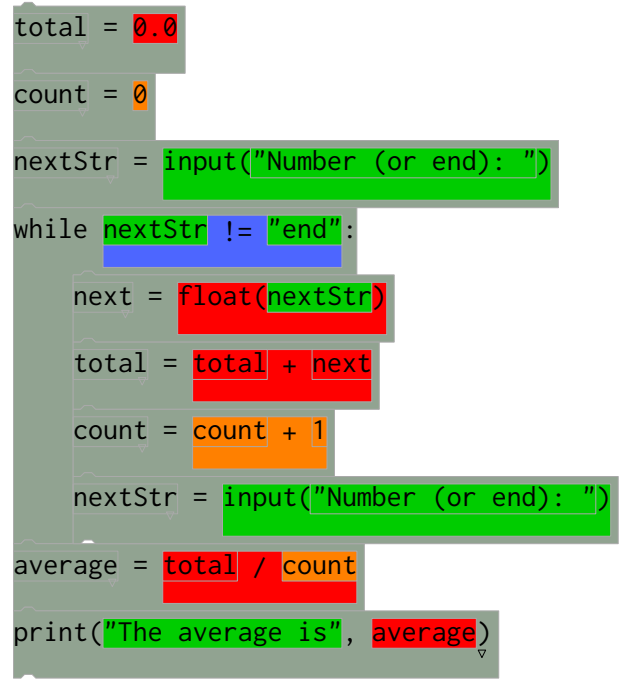 total = 0.0
count = 0
nextStr = input("Number (or end): ")
while nextStr != "end":
next = float(nextStr)
total = total + next
count = count + 1
nextStr = input("Number (or end): ")
average = total / count
print("The average is", average)